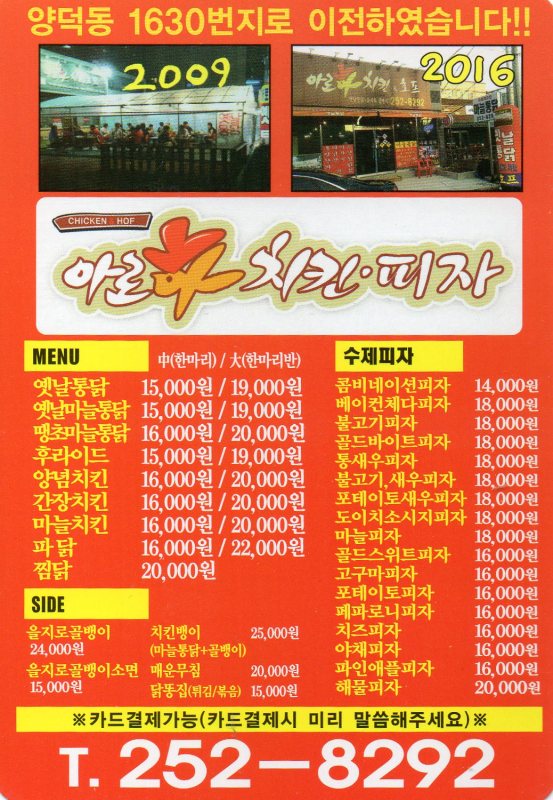 양덕동 1630번지로 이전하였습니다!!
2009
2016
아로 치킨 호프
252-8292
CHICKEN HOF
아로 치킨·피자
MENU 中(한마리) / 大(한마리반)
옛날통닭 15,000원 / 19,000원
옛날마늘통닭 15,000원 / 19,000원
땡초마늘통닭 16,000원 / 20,000원
후라이드 15,000원 / 19,000원
양념치킨 16,000원 / 20,000원
간장치킨 16,000원 / 20,000원
마늘치킨 16,000원 / 20,000원
파닭 16,000원 / 22,000원
찜닭 20,000원
SIDE
을지로골뱅이 24,000원
을지로골뱅이소면 15,000원
치킨뱅이 25,000원
(마늘통닭+골뱅이)
매운무침 20,000원
닭똥집(튀김/볶음) 15,000원
수제피자
콤비네이션피자 14,000원
베이컨체다피자 18,000원
불고기피자 18,000원
골드바이트피자 18,000원
통새우피자 18,000원
불고기,새우피자 18,000원
포테이토새우피자 18,000원
도이치소시지피자 18,000원
마늘피자 18,000원
골드스위트피자 16,000원
고구마피자 16,000원
포테이토피자 16,000원
페파로니피자 16,000원
치즈피자 16,000원
야채피자 16,000원
파인애플피자 16,000원
해물피자 20,000원
※카드결제가능(카드결제시 미리 말씀해주세요)※
T. 252-8292